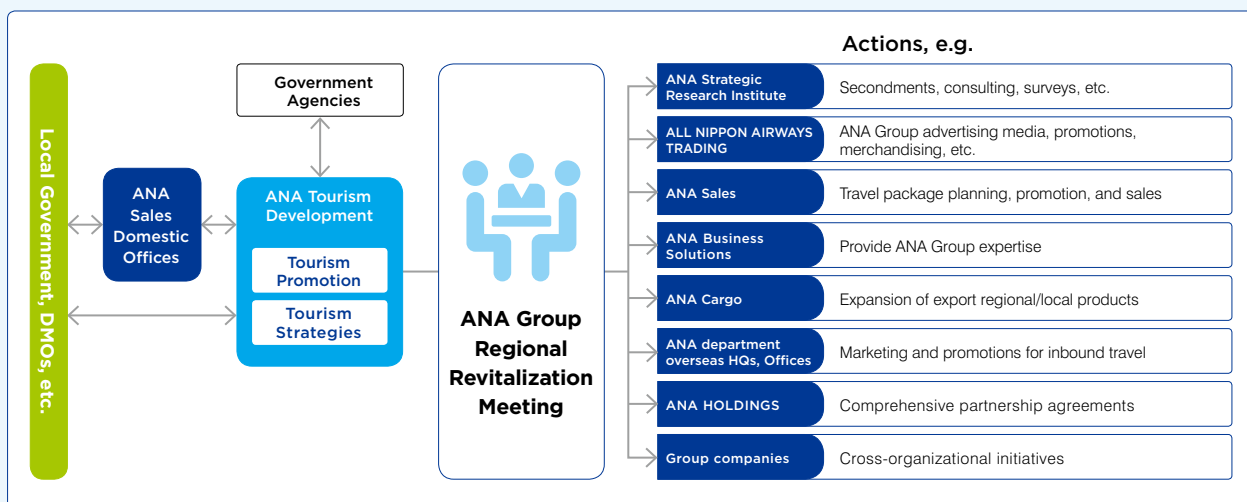 Actions, e.g.
Local Government, DMOs, etc.
ANA
Sales
Domestic
Offices
Government
Agencies
ANA Tourism
Development
Tourism
Promotion
Tourism
Strategies
ANA Group
Regional
Revitalization
Meeting
ANA Strategic
Research Institute
Secondments, consulting, surveys, etc.
ALL NIPPON AIRWAYS
TRADING
ANA Group advertising media, promotions,
merchandising, etc.
ANA Sales
Travel package planning, promotion, and sales
ANA Business
Solutions
Provide ANA Group expertise
ANA Cargo
Expansion of export regional/local products
ANA department
overseas HQs, Offices
Marketing and promotions for inbound travel
ANA HOLDINGS
Comprehensive partnership agreements
Group companies
Cross-organizational initiatives